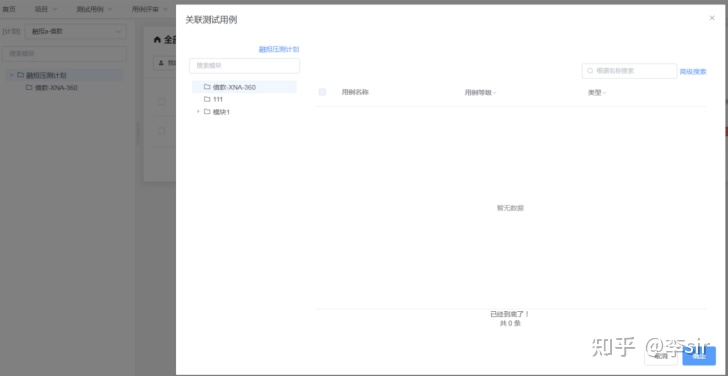 首页 项目 测试用例 用例评审
关联测试用例
[计划]
融担x-借款
搜索模块
融担压测计划
借款-XNA-360
全部
融担压测计划
搜索模块
借款-XNA-360
111
模块1
根据名称搜索
高级搜索
用例名称 用例等级 类型
暂无数据
已经到底了！
共 0 条
取消 确定
知乎 @李sir